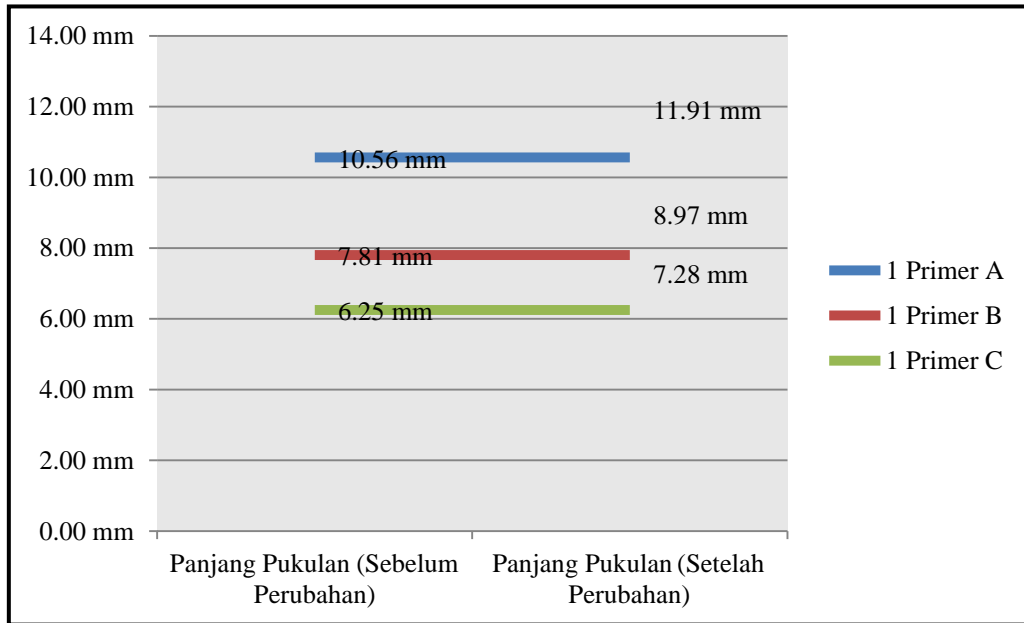 14.00 mm
12.00 mm
10.00 mm
8.00 mm
6.00 mm
4.00 mm
2.00 mm
0.00 mm
11.91 mm
10.56 mm
8.97 mm
7.81 mm
7.28 mm
6.25 mm
Panjang Pukulan (Sebelum
Perubahan)
Panjang Pukulan (Setelah
Perubahan)
1 Primer A
1 Primer B
1 Primer C